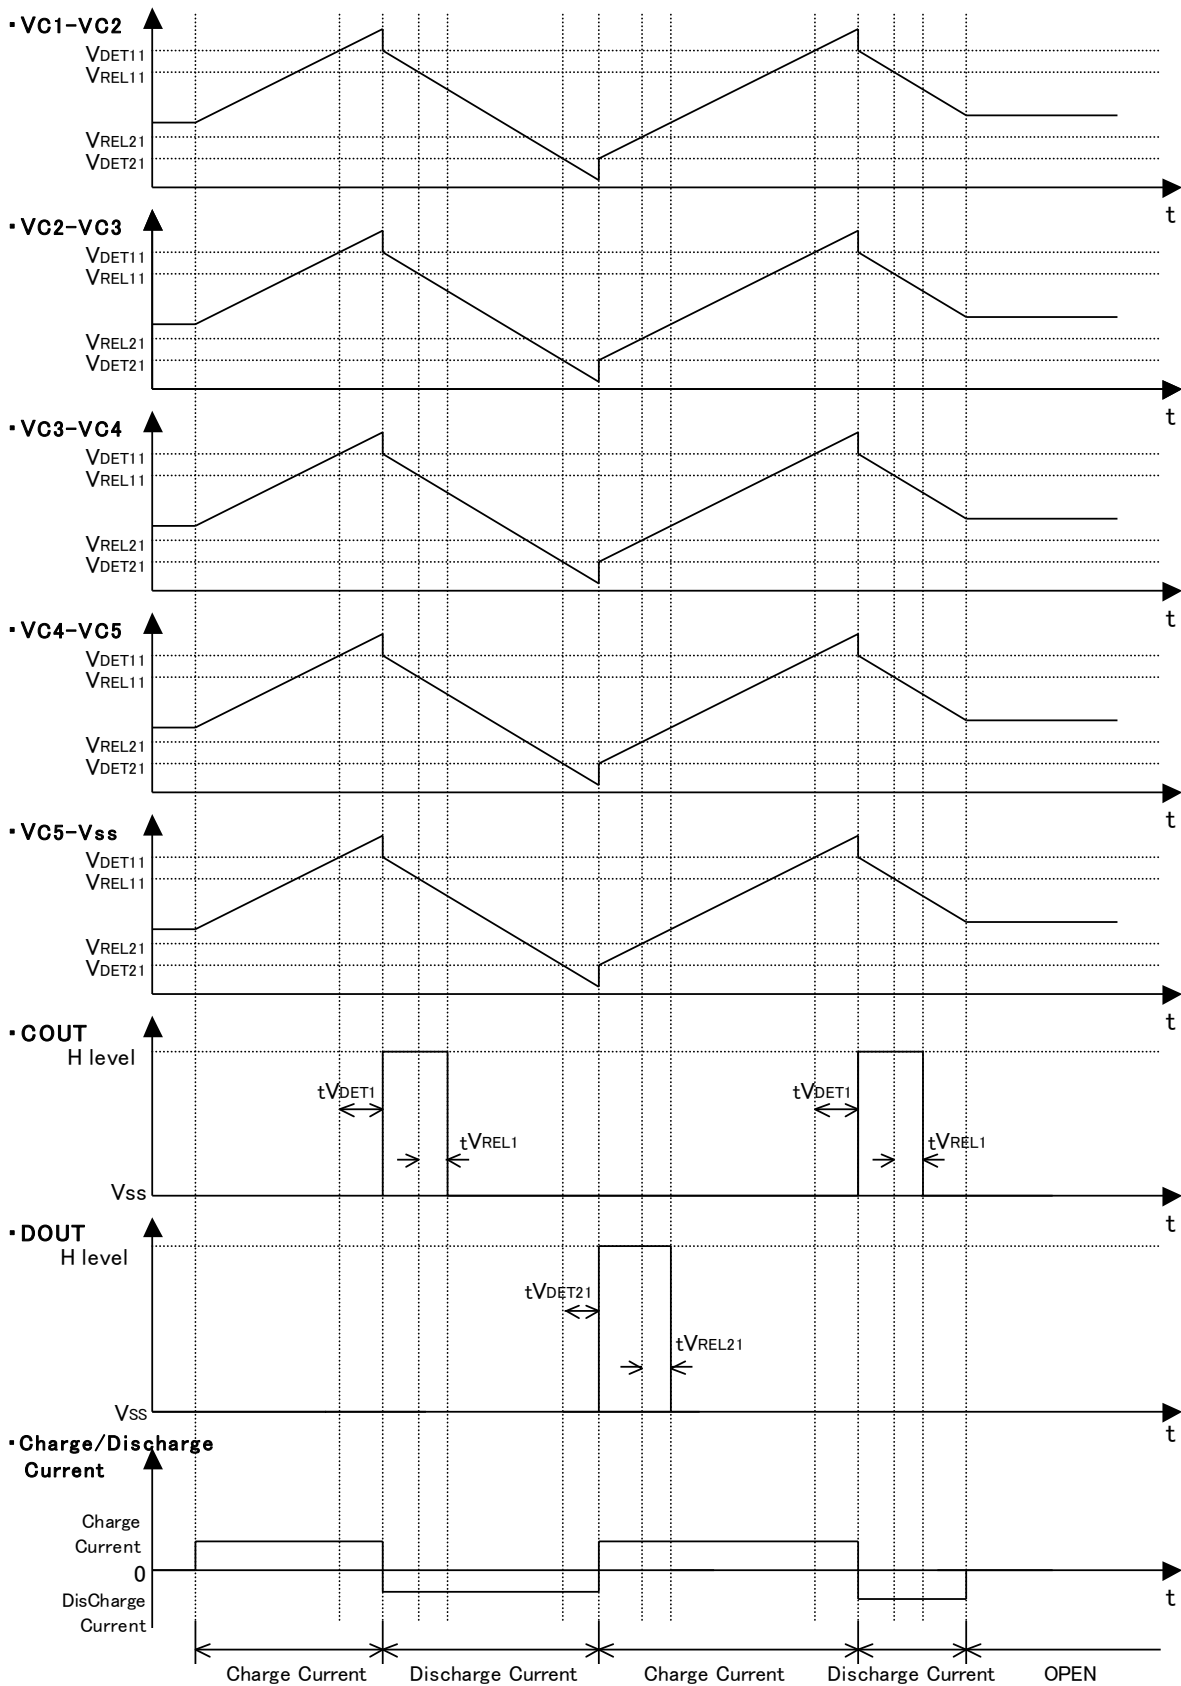 ▪VC1-VC2
VDET11
VREL11
VREL21
VDET21
t
▪VC2-VC3
VDET11
VREL11
VREL21
VDET21
t
▪VC3-VC4
VDET11
VREL11
VREL21
VDET21
t
▪VC4-VC5
VDET11
VREL11
VREL21
VDET21
t
▪VC5-Vss
VDET11
VREL11
VREL21
VDET21
t
▪COUT
H level
tVDET1
tVREL1
tVDET1
tVREL1
Vss
t
▪DOUT
H level
tVDET21
tVREL21
Vss
t
▪Charge/Discharge
Current
Charge
Current
0
DisCharge
Current
t
Charge Current
Discharge Current
Charge Current
Discharge Current
OPEN